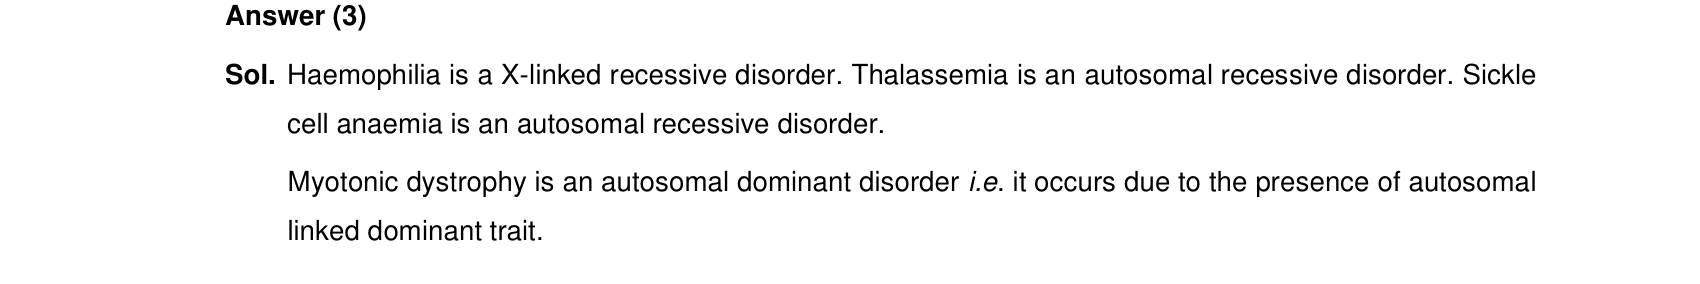 Answer (3)
Sol. Haemophilia is a X-linked recessive disorder. Thalassemia is an autosomal recessive disorder. Sickle
cell anaemia is an autosomal recessive disorder.
Myotonic dystrophy is an autosomal dominant disorder i.e. it occurs due to the presence of autosomal
linked dominant trait.